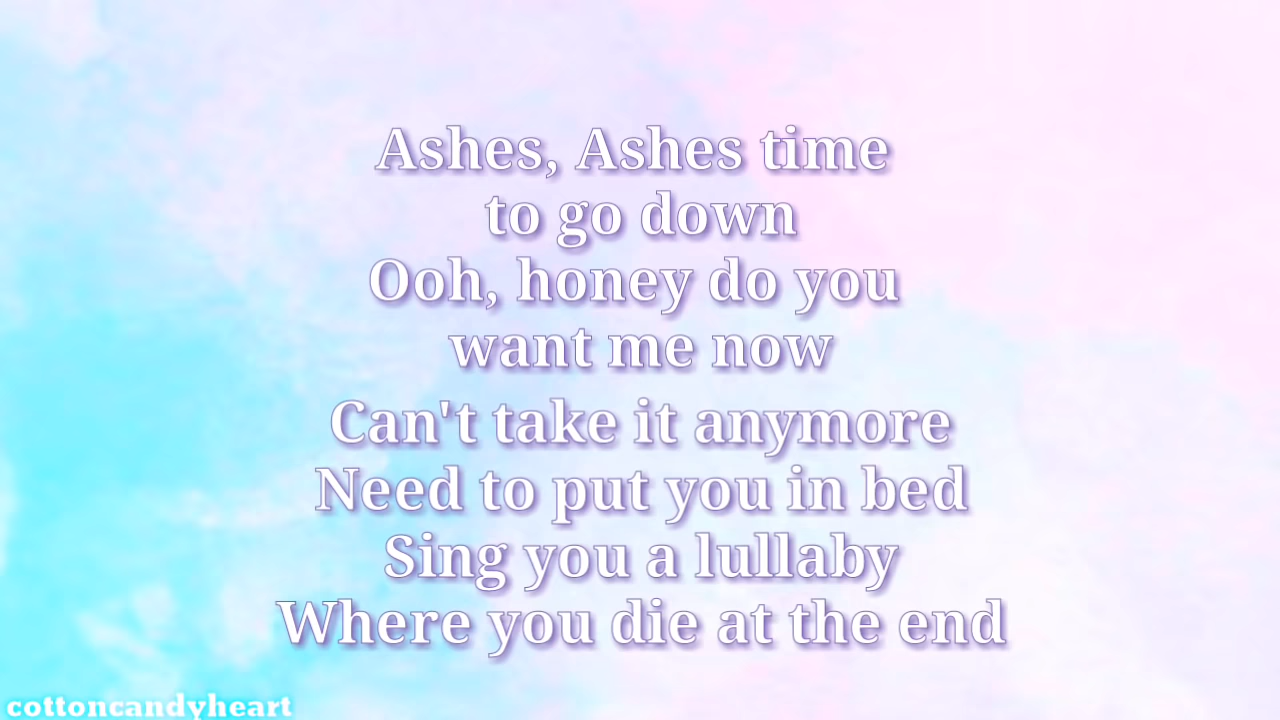 Ashes, Ashes time
to go down
Ooh, honey do you
want me now
Can't take it anymore
Need to put you in bed
Sing you a lullaby
Where you die at the end
cottoncandyheart